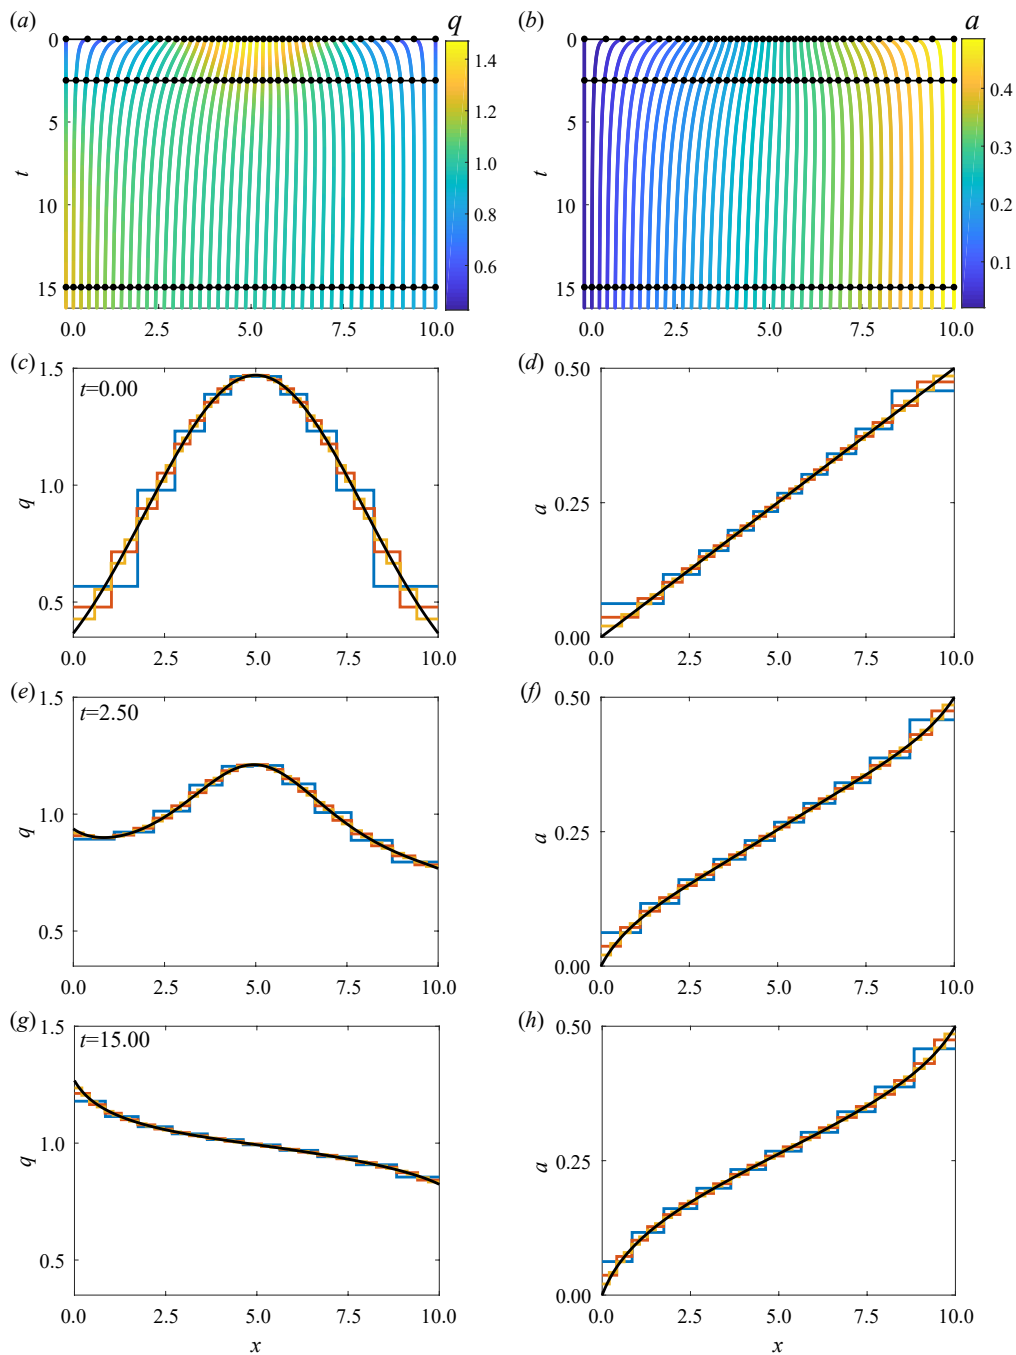 (a) q (b) a
0 5 10 15
t
1.4 1.2 1.0 0.8 0.6
0 5 10 15
t
0.4 0.3 0.2 0.1
0.0 2.5 5.0 7.5 10.0
0.0 2.5 5.0 7.5 10.0
(c) 1.5 1.0 0.5
q
t=0.00
0.0 2.5 5.0 7.5 10.0
(d) 0.50 0.25 0.00
a
0.0 2.5 5.0 7.5 10.0
(e) 1.5 1.0 0.5
q
t=2.50
0.0 2.5 5.0 7.5 10.0
(f) 0.50 0.25 0.00
a
0.0 2.5 5.0 7.5 10.0
(g) 1.5 1.0 0.5
q
t=15.00
0.0 2.5 5.0 7.5 10.0
x
(h) 0.50 0.25 0.00
a
0.0 2.5 5.0 7.5 10.0
x